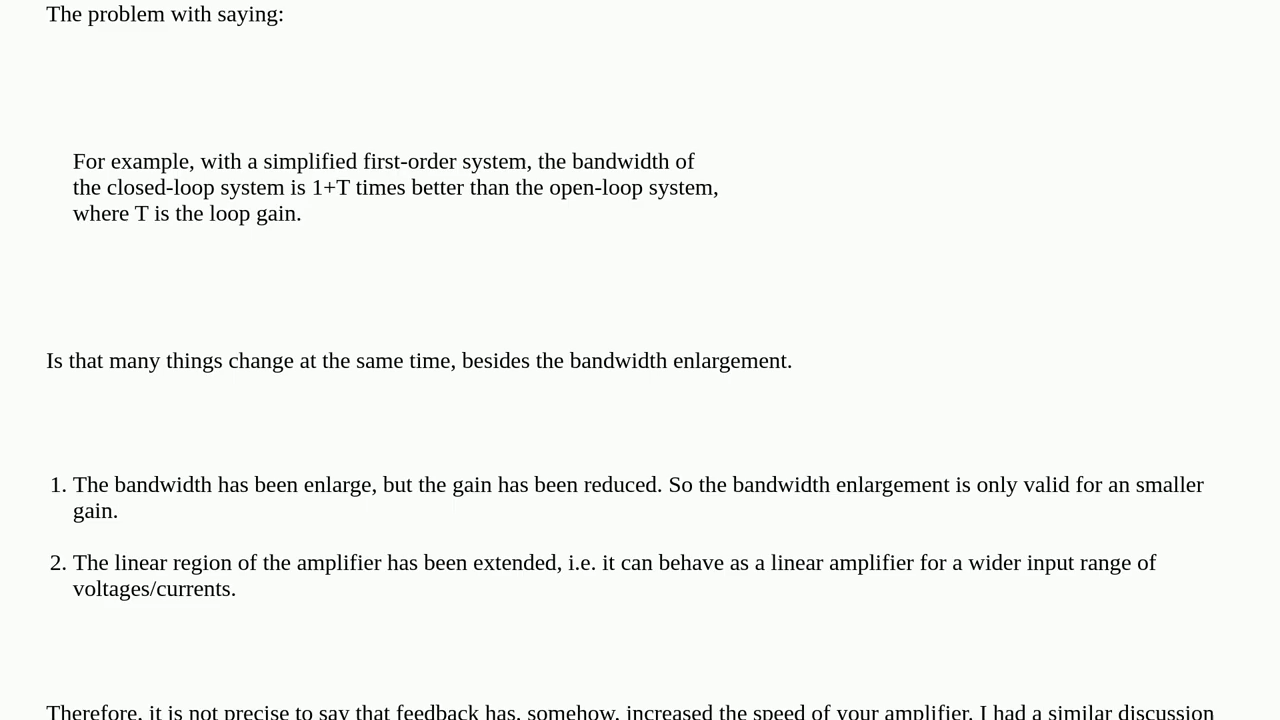 The problem with saying:
For example, with a simplified first-order system, the bandwidth of
the closed-loop system is 1+T times better than the open-loop system,
where T is the loop gain.
Is that many things change at the same time, besides the bandwidth enlargement.
1. The bandwidth has been enlarge, but the gain has been reduced. So the bandwidth enlargement is only valid for an smaller
gain.
2. The linear region of the amplifier has been extended, i.e. it can behave as a linear amplifier for a wider input range of
voltages/currents.
Therefore, it is not precise to say that feedback has, somehow, increased the speed of your amplifier. I had a similar discussion